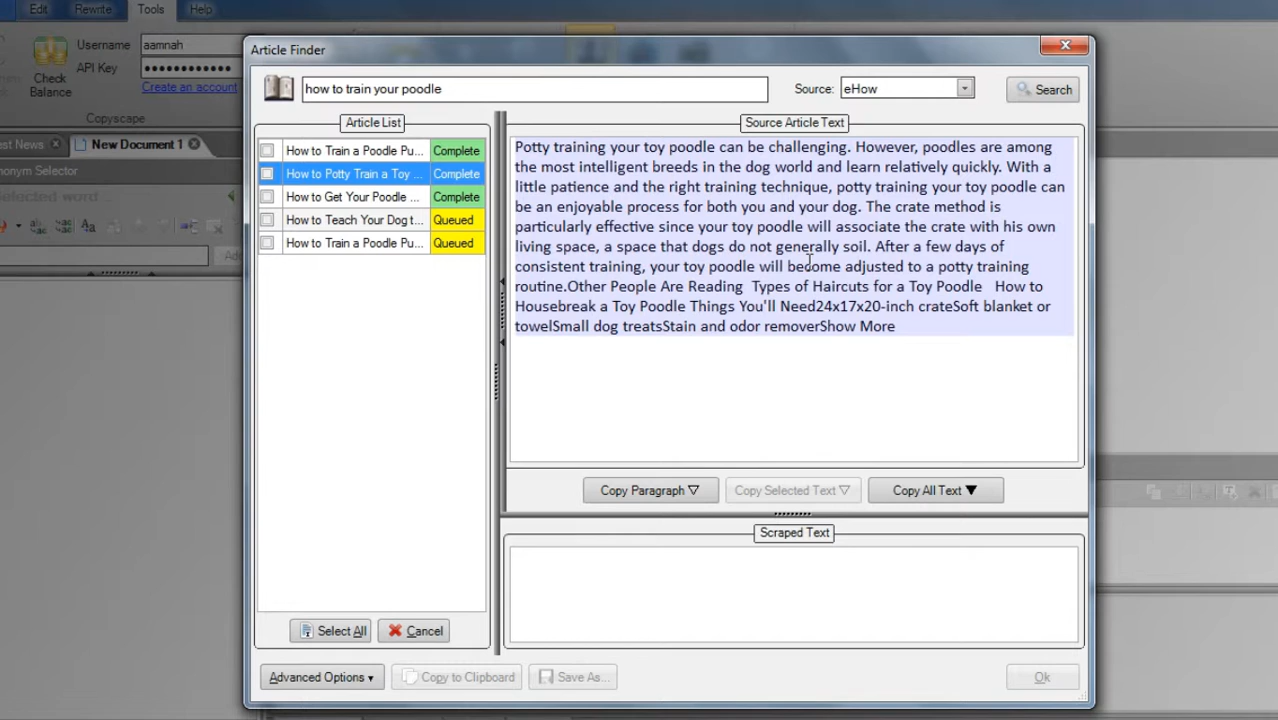 Edit
Rewrite
Tools
Help
Username
aamnah
API Key
Create an account
Check
Balance
Copyscape
New Document 1
Article Finder
how to train your poodle
Source:
eHow
Search
Article List
How to Train a Poodle Pu...
Complete
How to Potty Train a Toy ...
Complete
How to Get Your Poodle ...
Complete
How to Teach Your Dog t...
Queued
How to Train a Poodle Pu...
Queued
Select All
Cancel
Source Article Text
Potty training your toy poodle can be challenging. However, poodles are among
the most intelligent breeds in the dog world and learn relatively quickly. With a
little patience and the right training technique, potty training your toy poodle can
be an enjoyable process for both you and your dog. The crate method is
particularly effective since your toy poodle will associate the crate with his own
living space, a space that dogs do not generally soil. After a few days of
consistent training, your toy poodle will become adjusted to a potty training
routine.Other People Are Reading  Types of Haircuts for a Toy Poodle   How to
Housebreak a Toy Poodle Things You'll Need24x17x20-inch crateSoft blanket or
towelSmall dog treatsStain and odor removerShow More
Copy Paragraph
Copy Selected Text
Copy All Text
Scraped Text
Advanced Options
Copy to Clipboard
Save As...
Ok